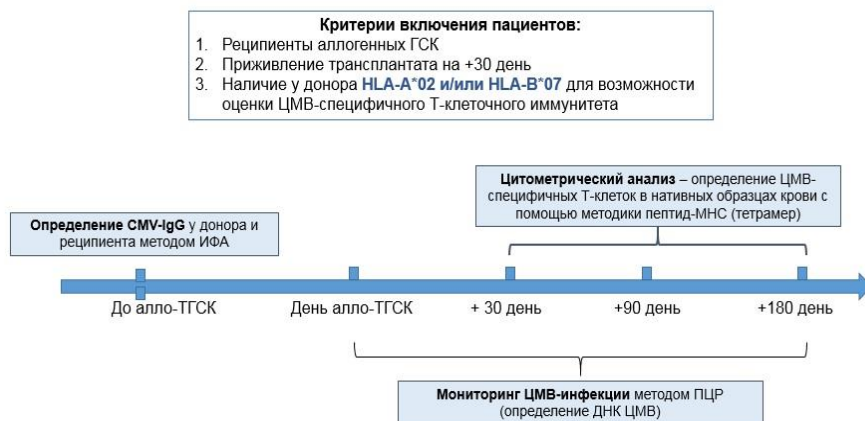 Критерии включения пациентов:
1. Реципиенты аллогенных ГСК
2. Приживление трансплантата на +30 день
3. Наличие у донора HLA-A*02 и/или HLA-B*07 для возможности
оценки ЦМВ-специфичного Т-клеточного иммунитета
Цитометрический анализ – определение ЦМВ-
специфичных Т-клеток в нативных образцах крови с
помощью методики пептид-MHC (тетрамер)
Определение CMV-IgG у донора и
реципиента методом ИФА
До алло-ТГСК
День алло-ТГСК
+ 30 день
+90 день
+180 день
Мониторинг ЦМВ-инфекции методом ПЦР
(определение ДНК ЦМВ)